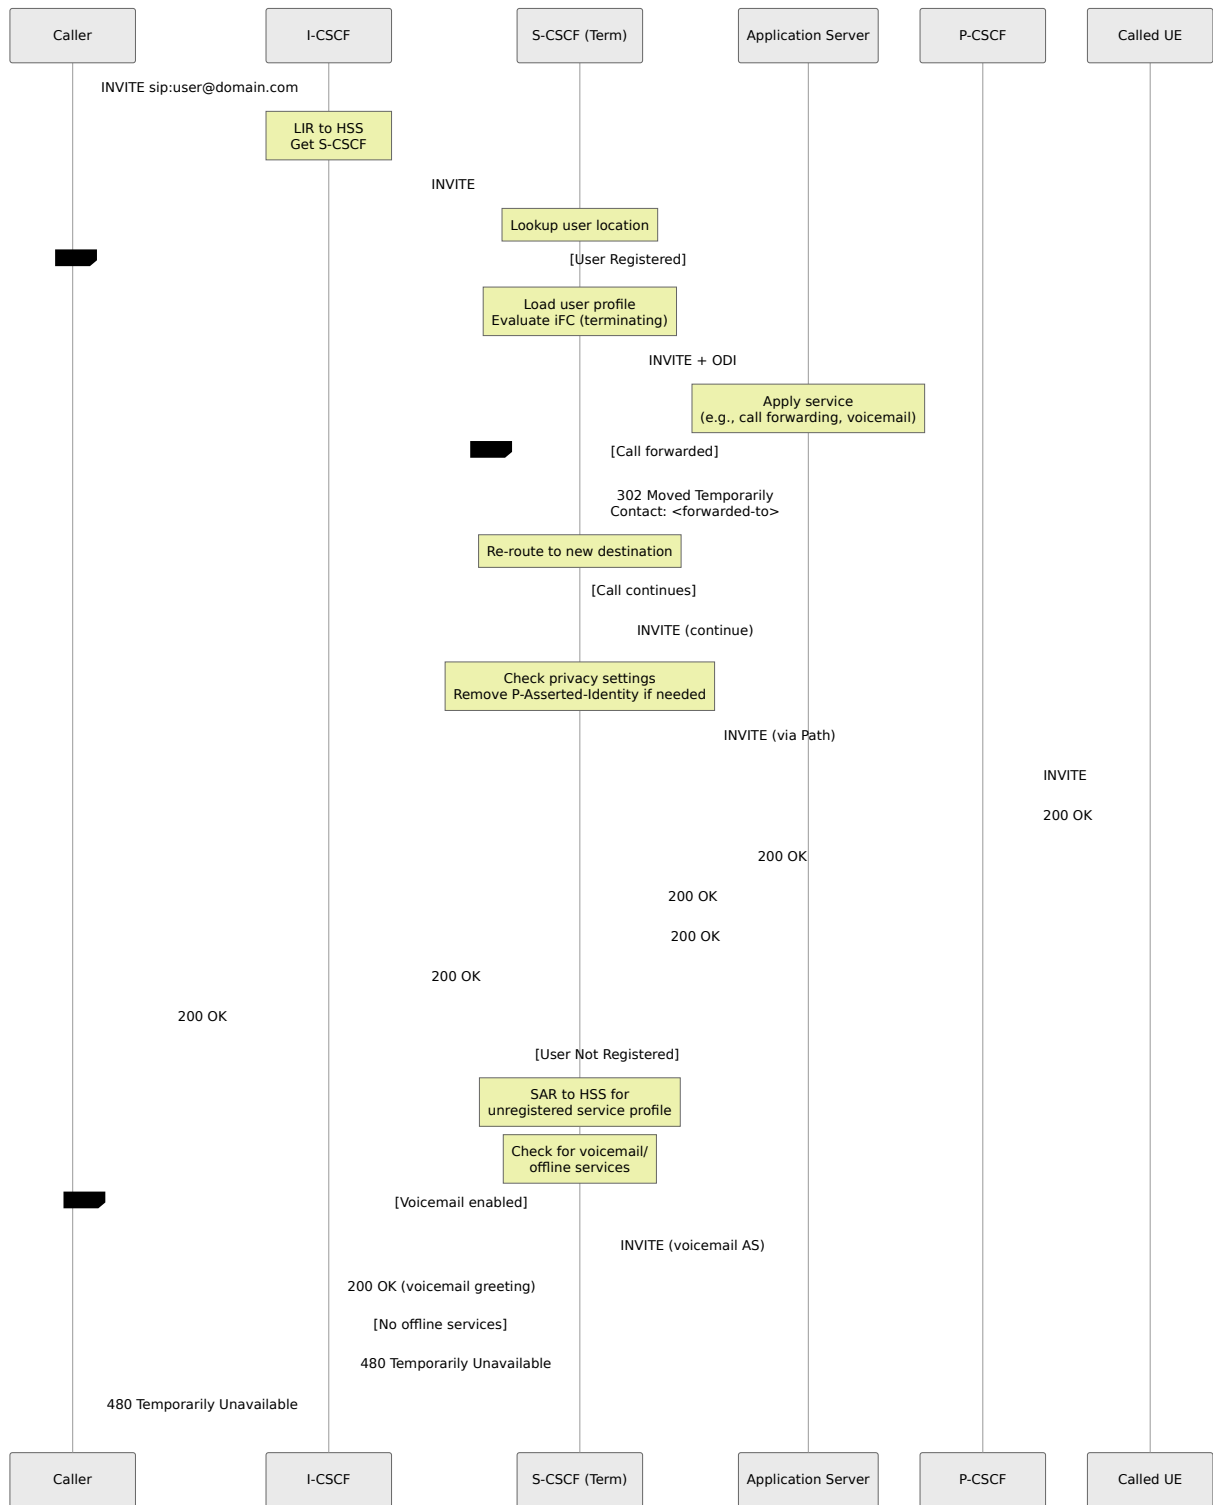 Caller
I-CSCF
S-CSCF (Term)
Application Server
P-CSCF
Called UE
INVITE sip:user@domain.com
LIR to HSS
Get S-CSCF
INVITE
Lookup user location
[User Registered]
Load user profile
Evaluate iFC (terminating)
INVITE + ODI
Apply service
(e.g., call forwarding, voicemail)
[Call forwarded]
302 Moved Temporarily
Contact: <forwarded-to>
Re-route to new destination
[Call continues]
INVITE (continue)
Check privacy settings
Remove P-Asserted-Identity if needed
INVITE (via Path)
INVITE
200 OK
200 OK
200 OK
200 OK
200 OK
200 OK
[User Not Registered]
SAR to HSS for
unregistered service profile
Check for voicemail/
offline services
[Voicemail enabled]
INVITE (voicemail AS)
200 OK (voicemail greeting)
[No offline services]
480 Temporarily Unavailable
480 Temporarily Unavailable
Caller
I-CSCF
S-CSCF (Term)
Application Server
P-CSCF
Called UE